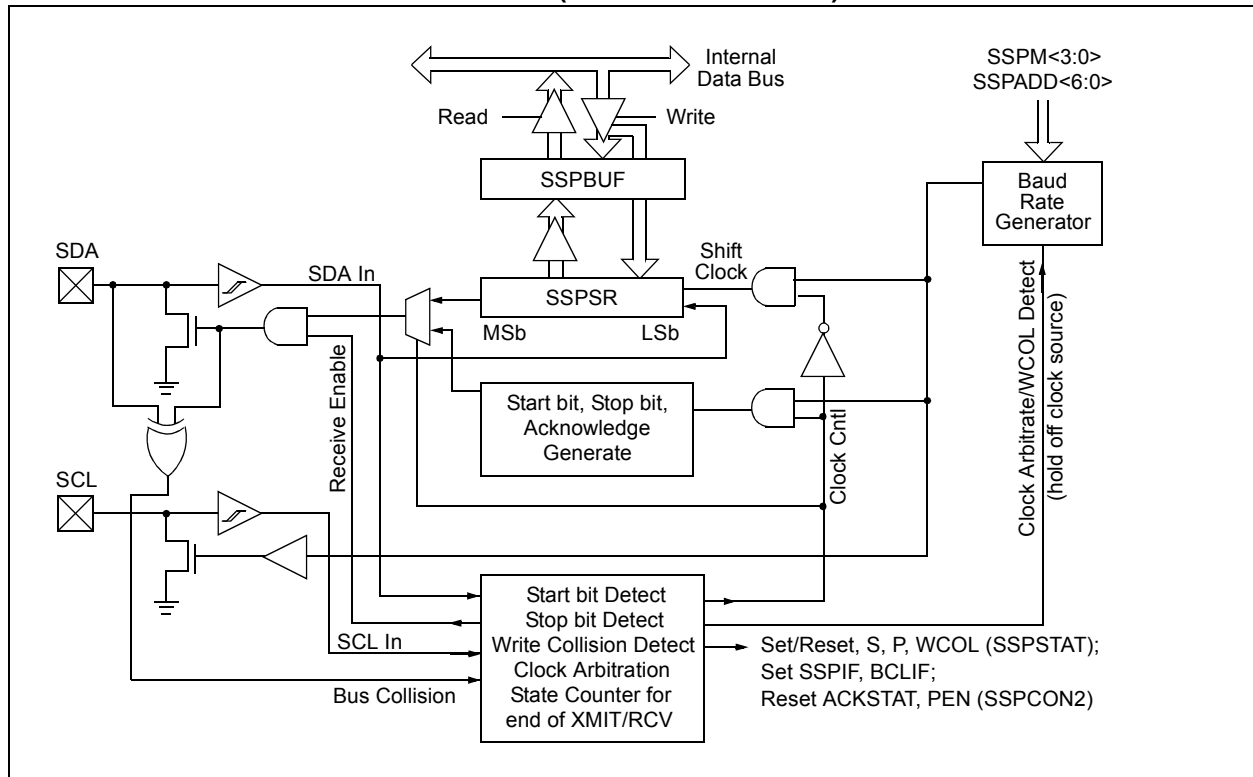 Internal
Data Bus
SSPM<3:0>
SSPADD<6:0>
Read
Write
SSPBUF
Baud
Rate
Generator
SDA
SDA In
Shift
Clock
SSPSR
MSb
LSb
Receive Enable
Start bit, Stop bit,
Acknowledge
Generate
Clock Cntl
Clock Arbitrate/WCOL Detect
(hold off clock source)
SCL
SCL In
Bus Collision
Start bit Detect
Stop bit Detect
Write Collision Detect
Clock Arbitration
State Counter for
end of XMIT/RCV
Set/Reset, S, P, WCOL (SSPSTAT);
Set SSPIF, BCLIF;
Reset ACKSTAT, PEN (SSPCON2)